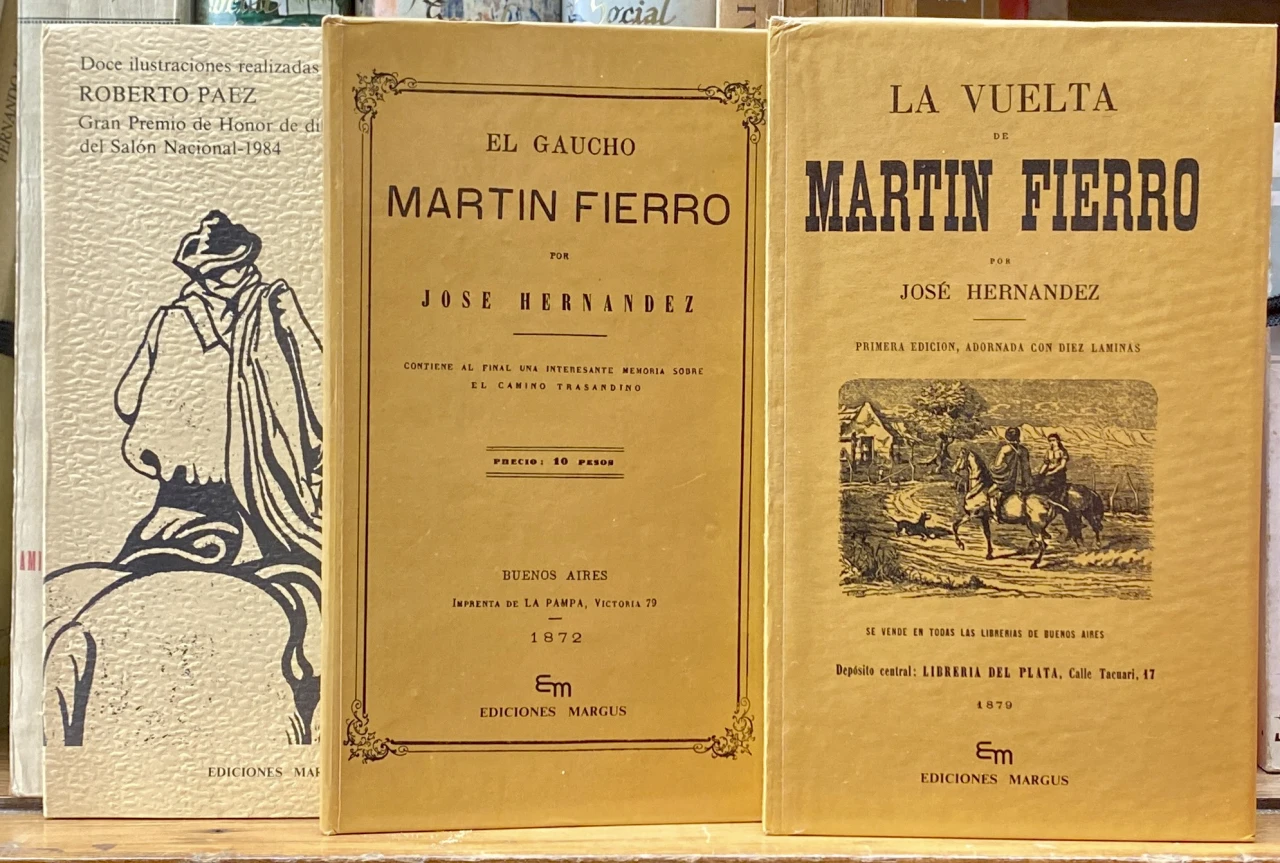 Social
FERNANDO
Doce ilustraciones realizadas
ROBERTO PAEZ
Gran Premio de Honor de
del Salón Nacional-1984
EDICIONES
EL GAUCHO
MARTIN FIERRO
POR
JOSE HERNANDEZ
CONTIENE AL FINAL UNA INTERESANTE MEMORIA SOBRE
EL CAMINO TRASANDINO
PRECIO: 10 PESOS
BUENOS AIRES
IMPRENTA DE LA PAMPA, VICTORIA 79
1872
Em
EDICIONES MARGUS
LA VUELTA
DE
MARTIN FIERRO
POR
JOSÉ HERNANDEZ
PRIMERA EDICION, ADORNADA CON DIEZ LAMINAS
SE VENDE EN TODAS LAS LIBRERIAS DE BUENOS AIRES
Depósito central: LIBRERIA DEL PLATA, Calle Tacuari, 17
1879
Em
EDICIONES MARGUS